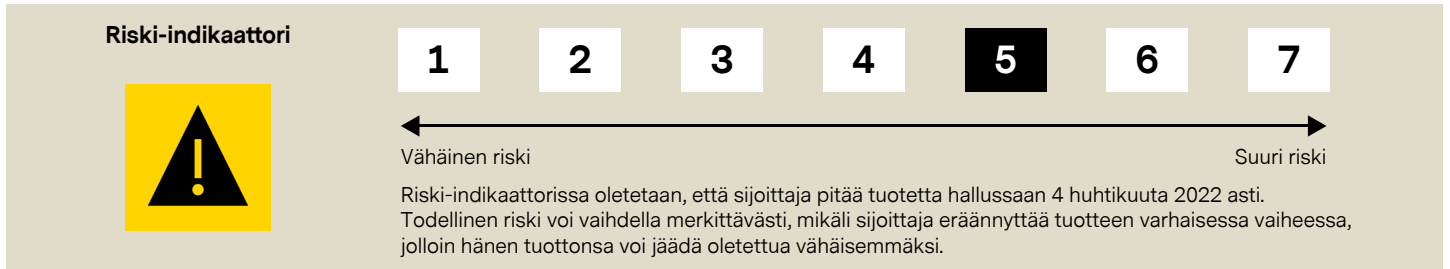 Riski-indikaattori
1 2 3 4 5 6 7
Vähäinen riski Suuri riski
Riski-indikaattorissa oletetaan, että sijoittaja pitää tuotetta hallussaan 4 huhtikuuta 2022 asti.
Todellinen riski voi vaihdella merkittävästi, mikäli sijoittaja eräännyttää tuotteen varhaisessa vaiheessa,
jolloin hänen tuottonsa voi jäädä oletettua vähäisemmäksi.